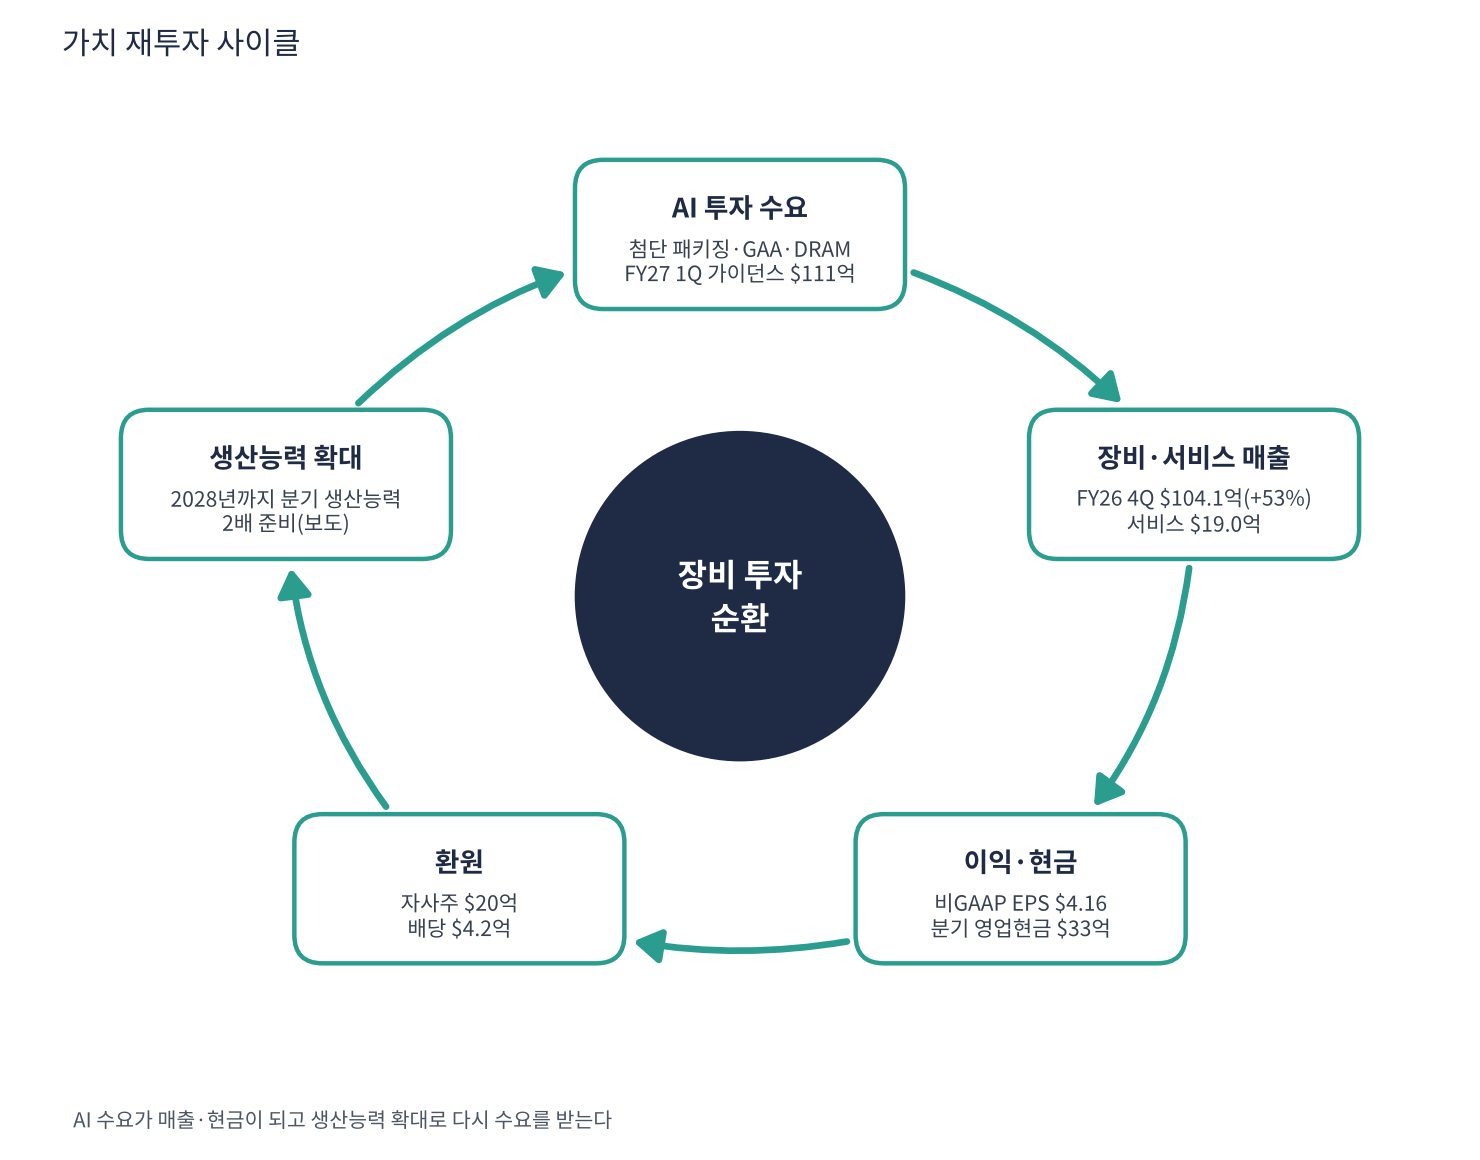 가치 재투자 사이클
AI 투자 수요
첨단 패키징·GAA·DRAM
FY27 1Q 가이던스 $111억
장비·서비스 매출
FY26 4Q $104.1억(+53%)
서비스 $19.0억
이익·현금
비GAAP EPS $4.16
분기 영업현금 $33억
환원
자사주 $20억
배당 $4.2억
생산능력 확대
2028년까지 분기 생산능력
2배 준비(보도)
장비 투자
순환
AI 수요가 매출·현금이 되고 생산능력 확대로 다시 수요를 받는다